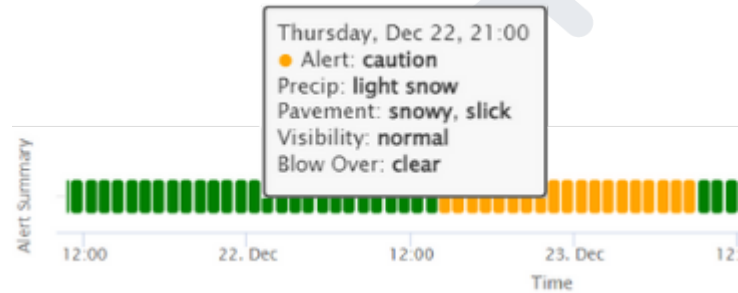 Thursday, Dec 22, 21:00
Alert: caution
Precip: light snow
Pavement: snowy, slick
Visibility: normal
Blow Over: clear
Alert Summary
12:00 22. Dec 12:00 23. Dec 12:
Time